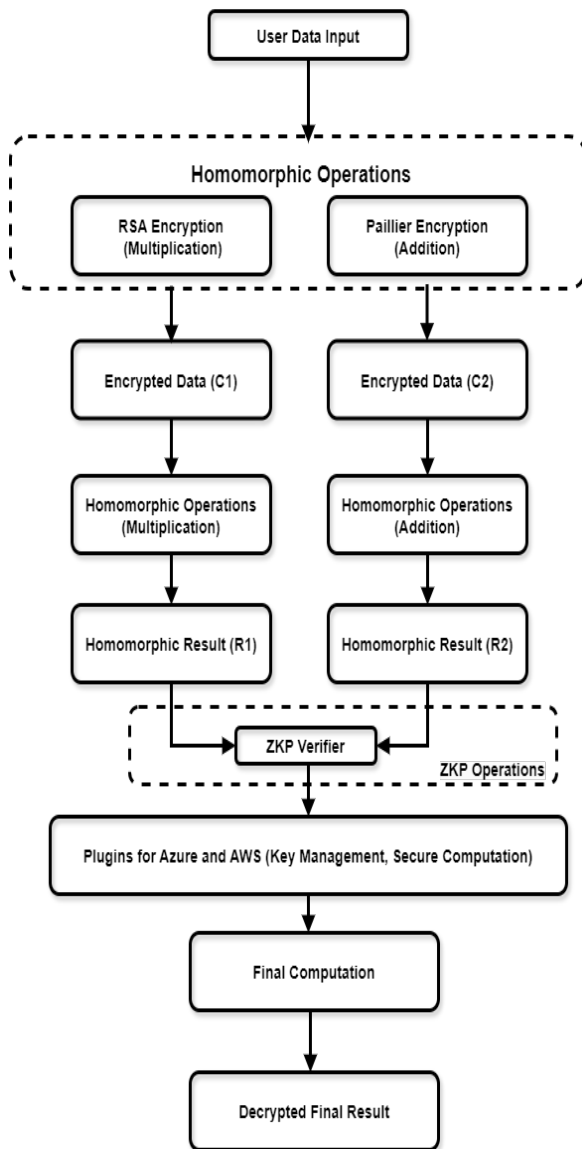 User Data Input
Homomorphic Operations
RSA Encryption
(Multiplication)
Paillier Encryption
(Addition)
Encrypted Data (C1)
Encrypted Data (C2)
Homomorphic Operations
(Multiplication)
Homomorphic Operations
(Addition)
Homomorphic Result (R1)
Homomorphic Result (R2)
ZKP Verifier
ZKP Operations
Plugins for Azure and AWS (Key Management, Secure Computation)
Final Computation
Decrypted Final Result